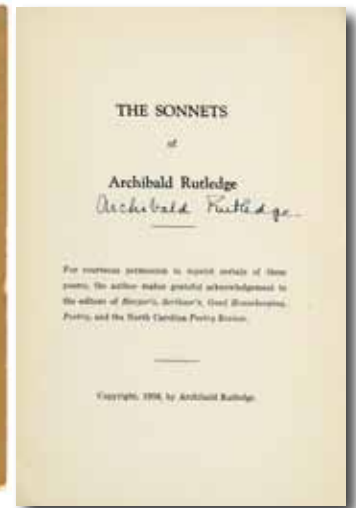 THE SONNETS
of
Archibald Rutledge
Archibald Rutledge
For courteous permission to reprint certain of these
poems, the author makes grateful acknowledgement to
the editors of Harper's, Scribner's, Good Housekeeping,
Poetry, and the North Carolina Poetry Review.
Copyright, 1938, by Archibald Rutledge.